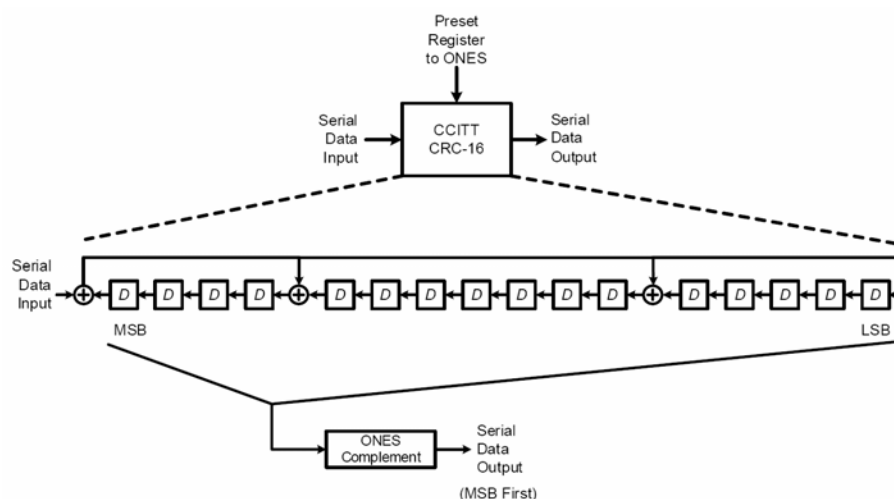 Preset
Register
to ONES
Serial
Data
Input
CCITT
CRC-16
Serial
Data
Output
Serial
Data
Input
D D D D D D D D D D D D D D D D
MSB
LSB
ONES
Complement
Serial
Data
Output
(MSB First)